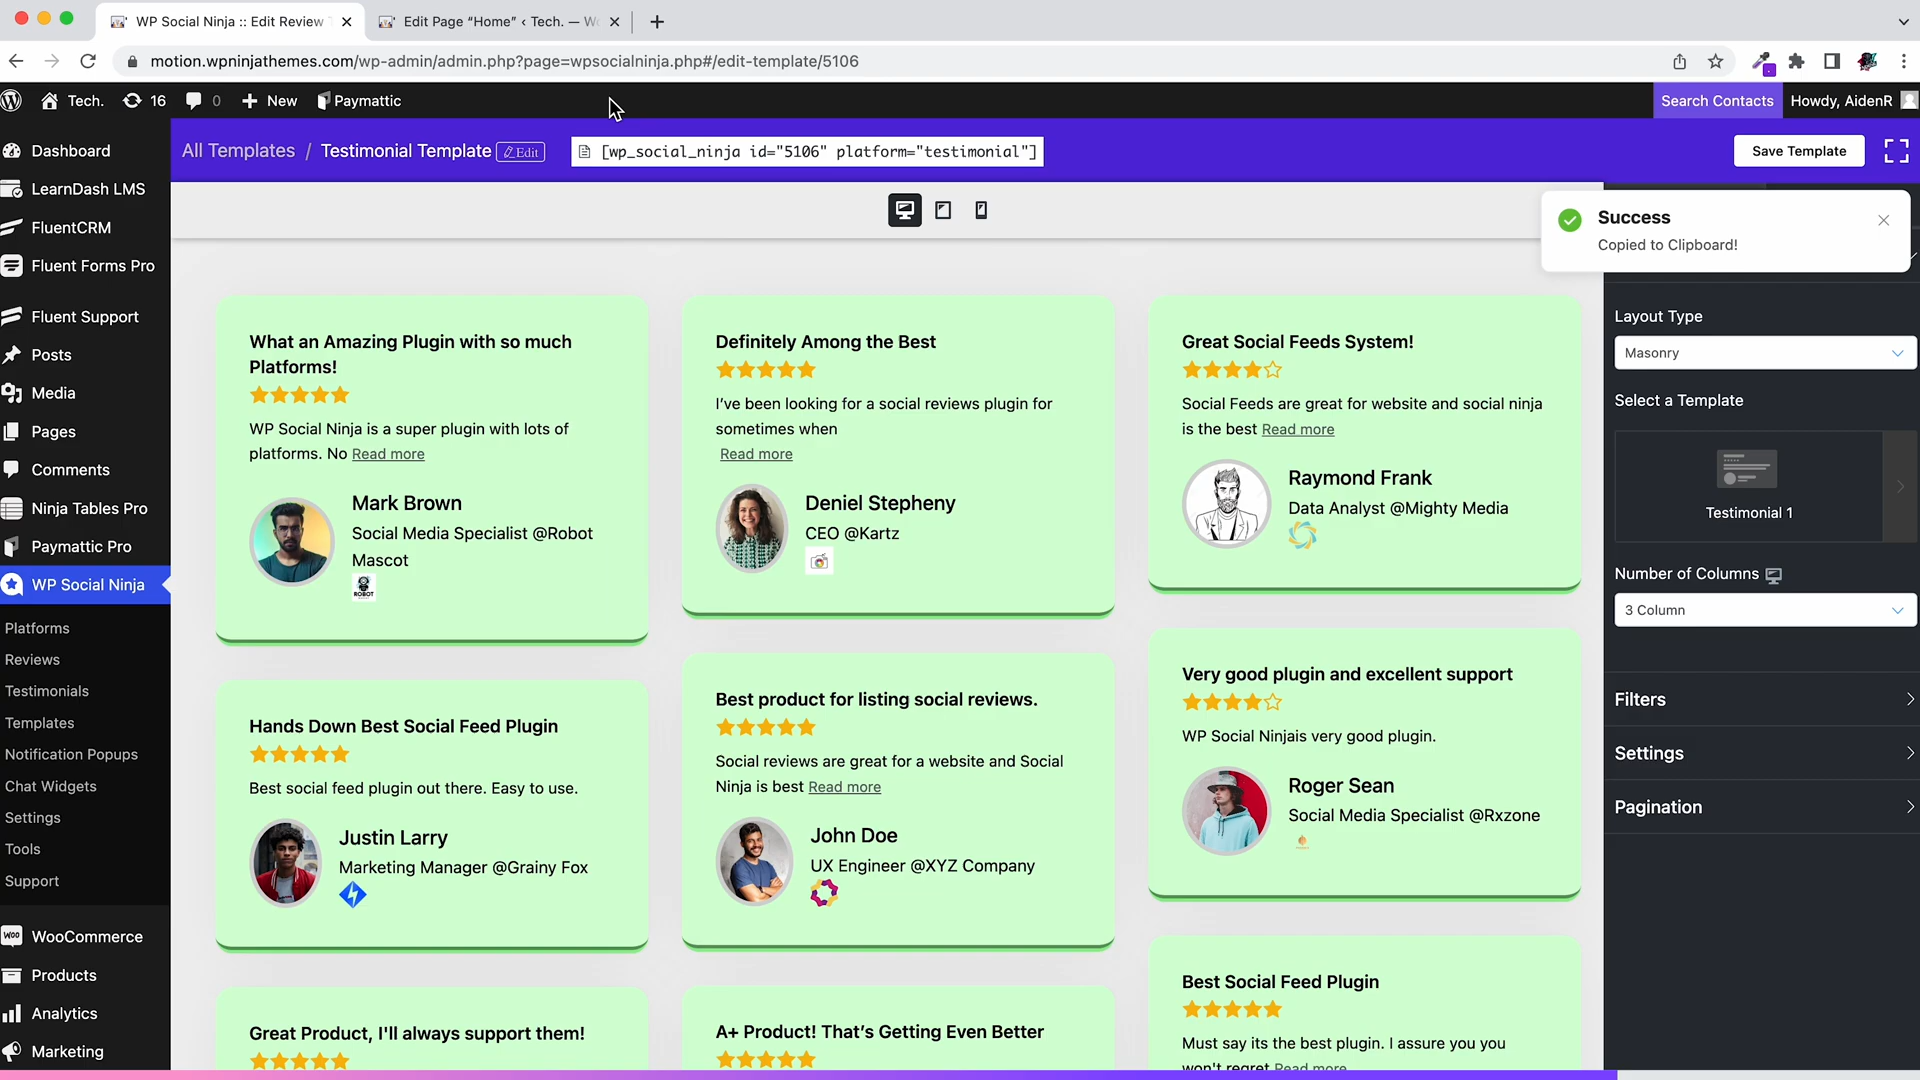 WP Social Ninja :: Edit Review
Edit Page “Home” ‹ Tech. — W
motion.wpninjathemes.com/wp-admin/admin.php?page=wpsocialninja.php#/edit-template/5106
Tech.
16
0
New
Paymattic
Search Contacts
Howdy, AidenR
All Templates / Testimonial Template
Edit
[wp_social_ninja id="5106" platform="testimonial"]
Save Template
Success
Copied to Clipboard!
Dashboard
LearnDash LMS
FluentCRM
Fluent Forms Pro
Fluent Support
Posts
Media
Pages
Comments
Ninja Tables Pro
Paymattic Pro
WP Social Ninja
Platforms
Reviews
Testimonials
Templates
Notification Popups
Chat Widgets
Settings
Tools
Support
WooCommerce
Products
Analytics
Marketing
What an Amazing Plugin with so much
Platforms!
WP Social Ninja is a super plugin with lots of
platforms. No Read more
Mark Brown
Social Media Specialist @Robot
Mascot
ROBOT
Hands Down Best Social Feed Plugin
Best social feed plugin out there. Easy to use.
Justin Larry
Marketing Manager @Grainy Fox
Great Product, I'll always support them!
Definitely Among the Best
I’ve been looking for a social reviews plugin for
sometimes when
Read more
Deniel Stepheny
CEO @Kartz
Best product for listing social reviews.
Social reviews are great for a website and Social
Ninja is best Read more
John Doe
UX Engineer @XYZ Company
A+ Product! That’s Getting Even Better
Great Social Feeds System!
Social Feeds are great for website and social ninja
is the best Read more
Raymond Frank
Data Analyst @Mighty Media
Very good plugin and excellent support
WP Social Ninjais very good plugin.
Roger Sean
Social Media Specialist @Rxzone
Best Social Feed Plugin
Must say its the best plugin. I assure you you
won't regret Read more
Layout Type
Masonry
Select a Template
Testimonial 1
Number of Columns
3 Column
Filters
Settings
Pagination